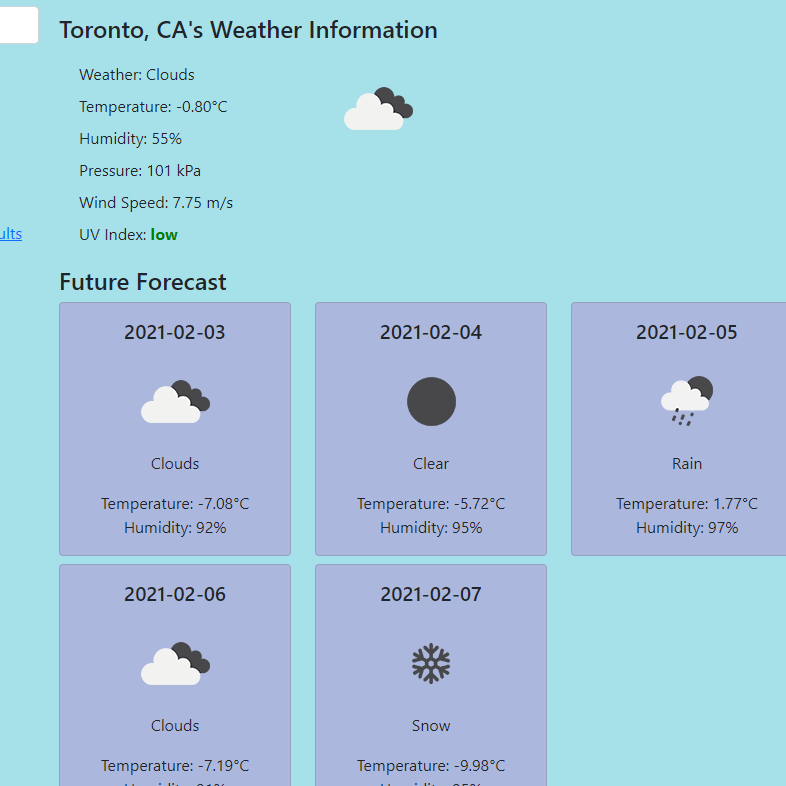 Toronto, CA's Weather Information
Weather: Clouds
Temperature: -0.80°C
Humidity: 55%
Pressure: 101 kPa
Wind Speed: 7.75 m/s
ults
UV Index: low
Future Forecast
2021-02-03
Clouds
Temperature: -7.08°C
Humidity: 92%
2021-02-04
Clear
Temperature: -5.72°C
Humidity: 95%
2021-02-05
Rain
Temperature: 1.77°C
Humidity: 97%
2021-02-06
Clouds
Temperature: -7.19°C
2021-02-07
Snow
Temperature: -9.98°C